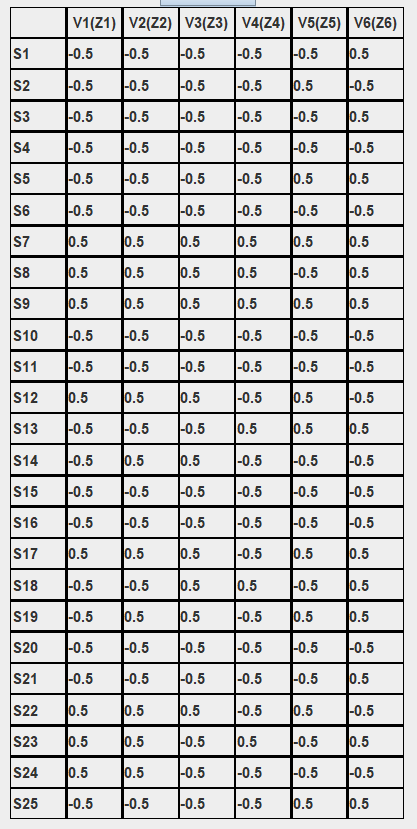 V1(Z1) V2(Z2) V3(Z3) V4(Z4) V5(Z5) V6(Z6)
S1 -0.5 -0.5 -0.5 -0.5 -0.5 0.5
S2 -0.5 -0.5 -0.5 -0.5 0.5 -0.5
S3 -0.5 -0.5 -0.5 -0.5 -0.5 0.5
S4 -0.5 -0.5 -0.5 -0.5 -0.5 -0.5
S5 -0.5 -0.5 -0.5 -0.5 0.5 0.5
S6 -0.5 -0.5 -0.5 -0.5 -0.5 -0.5
S7 0.5 0.5 0.5 0.5 0.5 0.5
S8 0.5 0.5 0.5 0.5 -0.5 0.5
S9 0.5 0.5 0.5 0.5 0.5 0.5
S10 -0.5 -0.5 -0.5 -0.5 -0.5 -0.5
S11 -0.5 -0.5 -0.5 -0.5 -0.5 -0.5
S12 0.5 0.5 0.5 -0.5 0.5 -0.5
S13 -0.5 -0.5 -0.5 0.5 0.5 0.5
S14 -0.5 0.5 0.5 -0.5 -0.5 -0.5
S15 -0.5 -0.5 -0.5 -0.5 -0.5 -0.5
S16 -0.5 -0.5 -0.5 -0.5 -0.5 -0.5
S17 0.5 0.5 0.5 -0.5 0.5 0.5
S18 -0.5 -0.5 0.5 0.5 -0.5 0.5
S19 -0.5 0.5 0.5 -0.5 0.5 0.5
S20 -0.5 -0.5 -0.5 -0.5 -0.5 -0.5
S21 -0.5 -0.5 -0.5 -0.5 -0.5 0.5
S22 0.5 0.5 0.5 -0.5 0.5 -0.5
S23 0.5 0.5 -0.5 0.5 -0.5 0.5
S24 0.5 0.5 -0.5 -0.5 -0.5 -0.5
S25 -0.5 -0.5 -0.5 -0.5 0.5 0.5